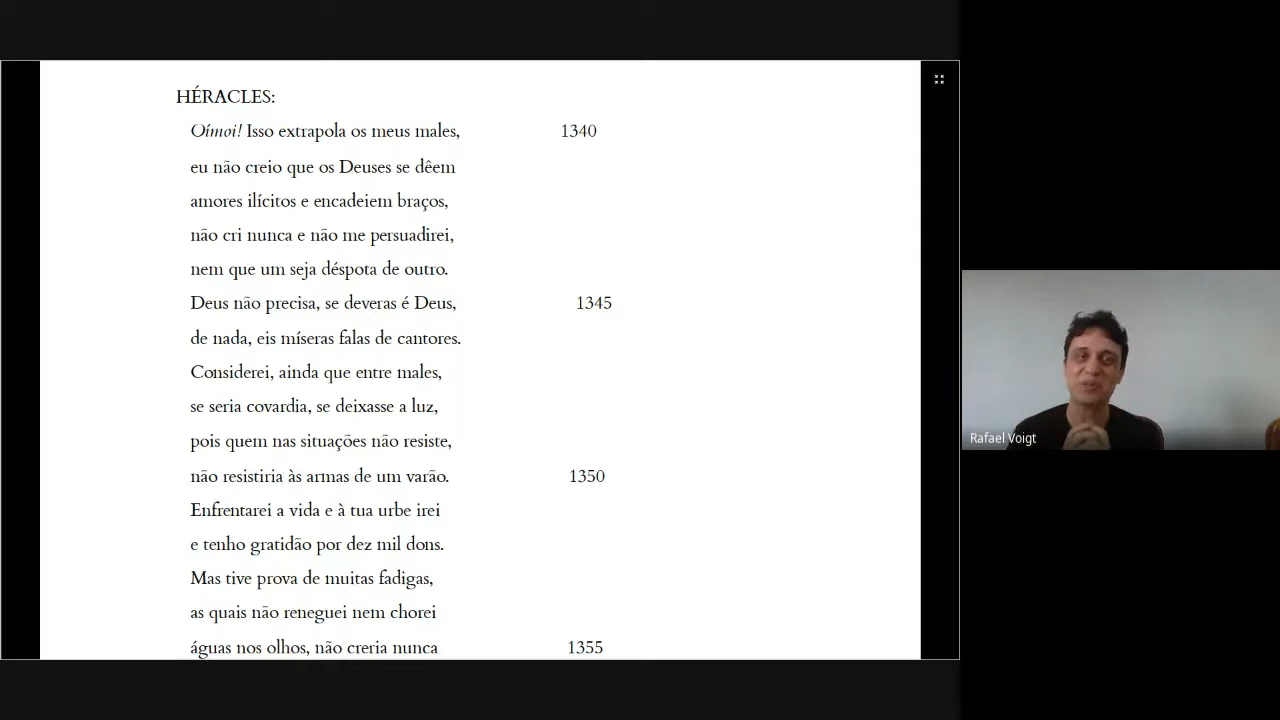 HÉRACLES:
Oímoi! Isso extrapola os meus males, 1340
eu não creio que os Deuses se dêem
amores ilícitos e encadeiem braços,
não cri nunca e não me persuadirei,
nem que um seja déspota de outro.
Deus não precisa, se deveras é Deus, 1345
de nada, eis míseras falas de cantores.
Considerei, ainda que entre males,
se seria covardia, se deixasse a luz,
pois quem nas situações não resiste,
não resistiria às armas de um varão. 1350
Enfrentarei a vida e à tua urbe irei
e tenho gratidão por dez mil dons.
Mas tive prova de muitas fadigas,
as quais não reneguei nem chorei
águas nos olhos, não creria nunca 1355
Rafael Voigt